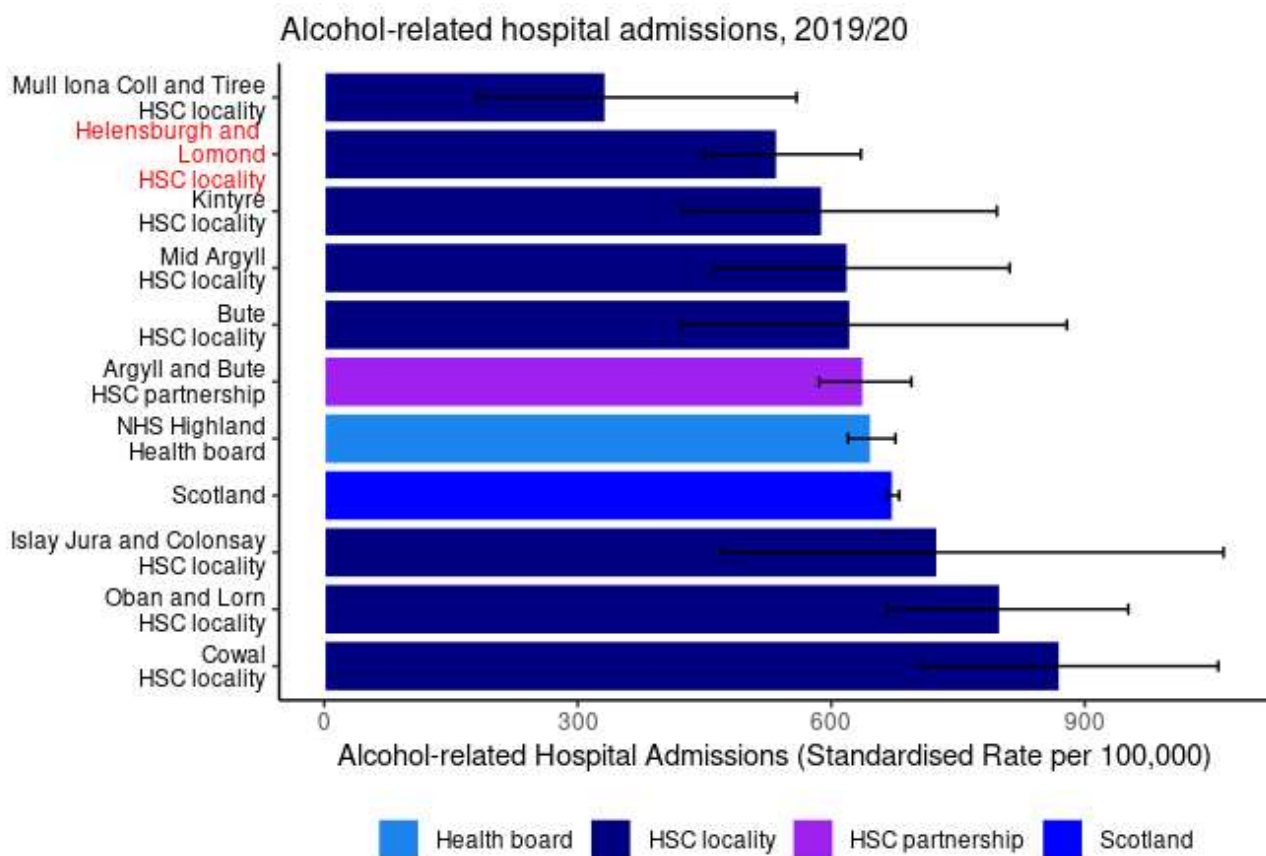 Alcohol-related hospital admissions, 2019/20
Mull Iona Coll and Tiree
HSC locality
Helensburgh and
Lomond
HSC locality
Kintyre
HSC locality
Mid Argyll
HSC locality
Bute
HSC locality
Argyll and Bute
HSC partnership
NHS Highland
Health board
Scotland
Islay Jura and Colonsay
HSC locality
Oban and Lorn
HSC locality
Cowal
HSC locality
0 300 600 900
Alcohol-related Hospital Admissions (Standardised Rate per 100,000)
Health board HSC locality HSC partnership Scotland